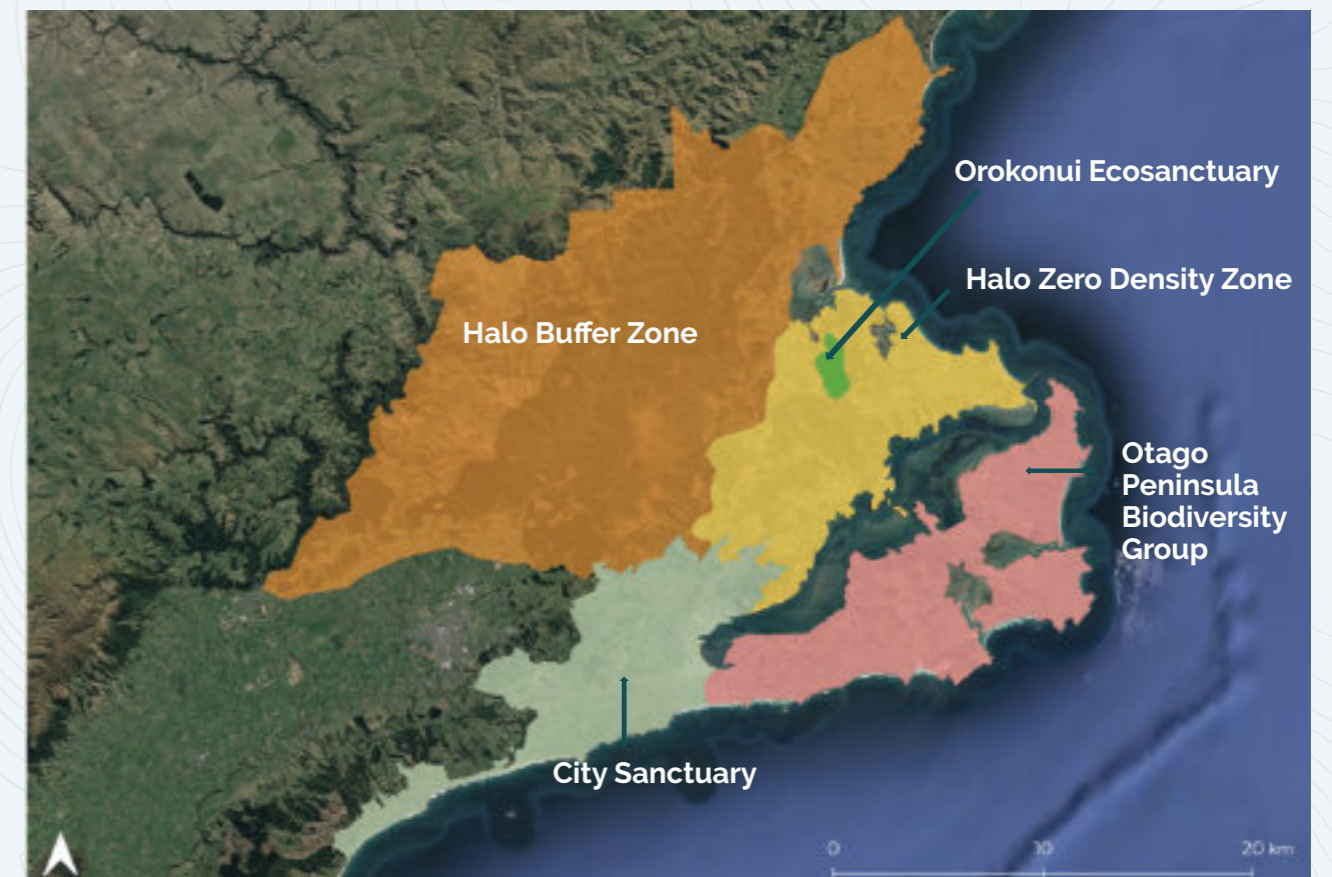 Orokonui Ecosanctuary
Halo Zero Density Zone
Halo Buffer Zone
Otago
Peninsula
Biodiversity
Group
City Sanctuary
0 10 20 km